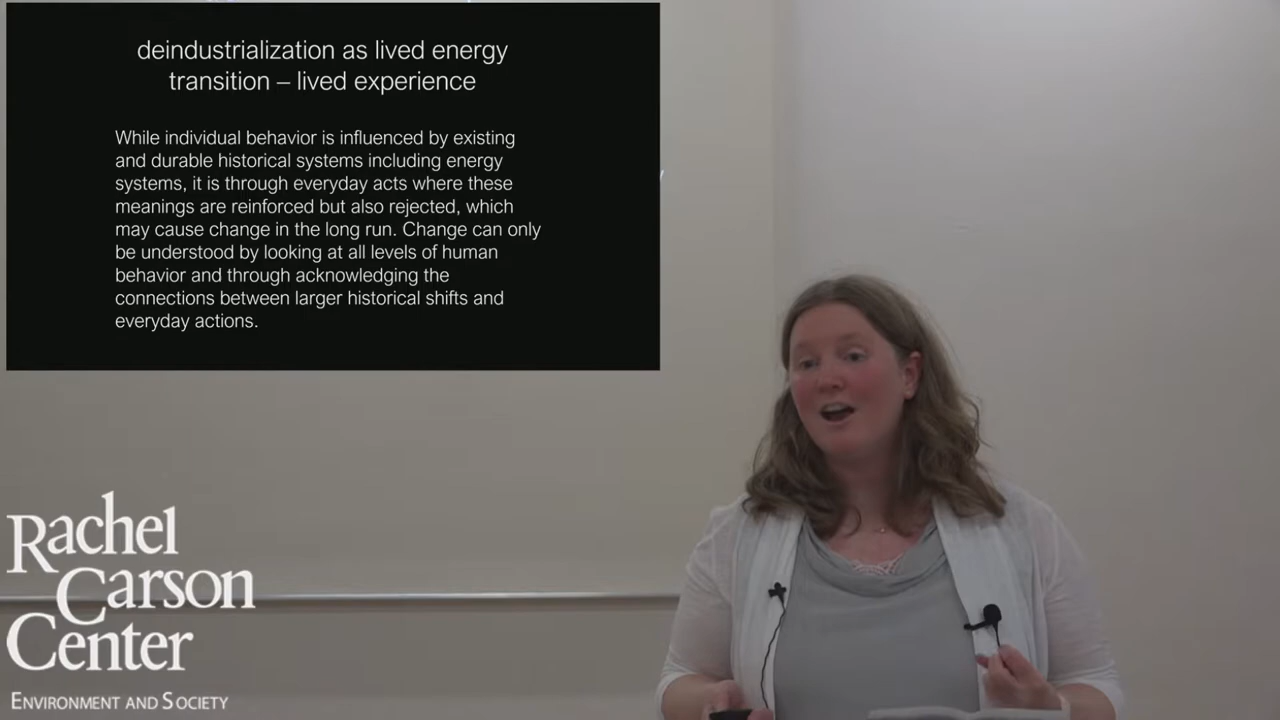 deindustrialization as lived energy
transition – lived experience
While individual behavior is influenced by existing
and durable historical systems including energy
systems, it is through everyday acts where these
meanings are reinforced but also rejected, which
may cause change in the long run. Change can only
be understood by looking at all levels of human
behavior and through acknowledging the
connections between larger historical shifts and
everyday actions.
Rachel
Carson
Center
ENVIRONMENT AND SOCIETY